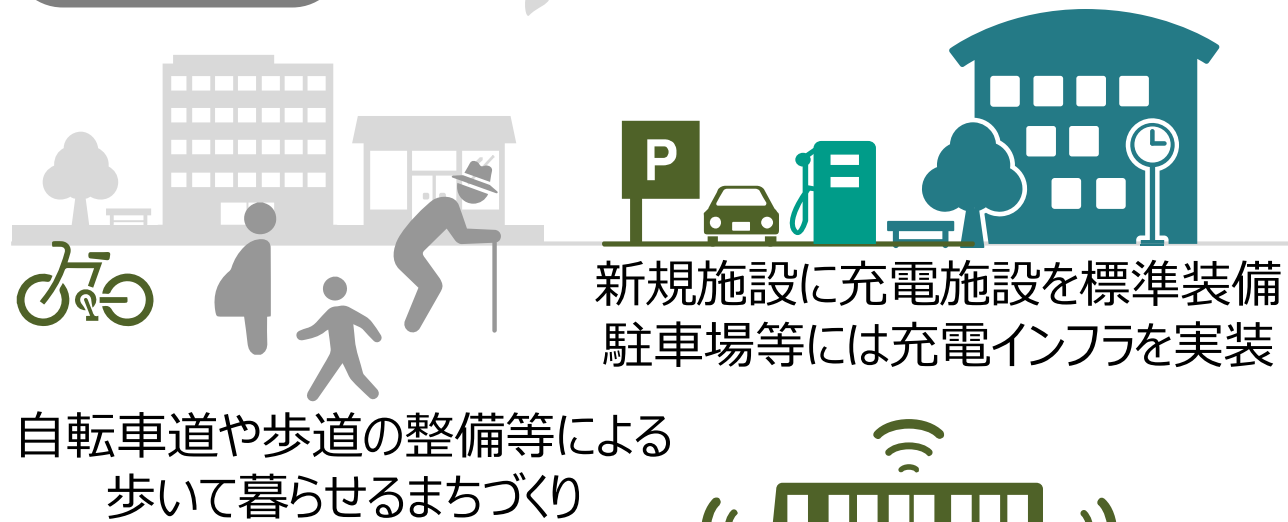 P
新規施設に充電施設を標準装備
駐車場等には充電インフラを実装
自転車道や歩道の整備等による
歩いて暮らせるまちづくり